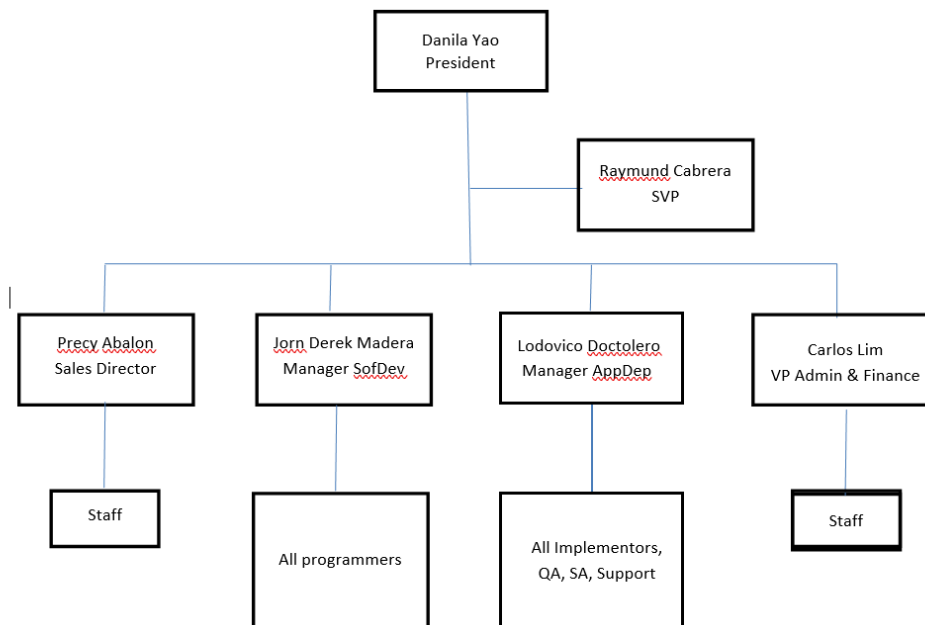 Danila Yao
President
Raymund Cabrera
SVP
Precy Abalon
Sales Director
Jorn Derek Madera
Manager SofDev
Lodovico Doctolero
Manager AppDep
Carlos Lim
VP Admin & Finance
Staff
All programmers
All Implementors,
QA, SA, Support
Staff